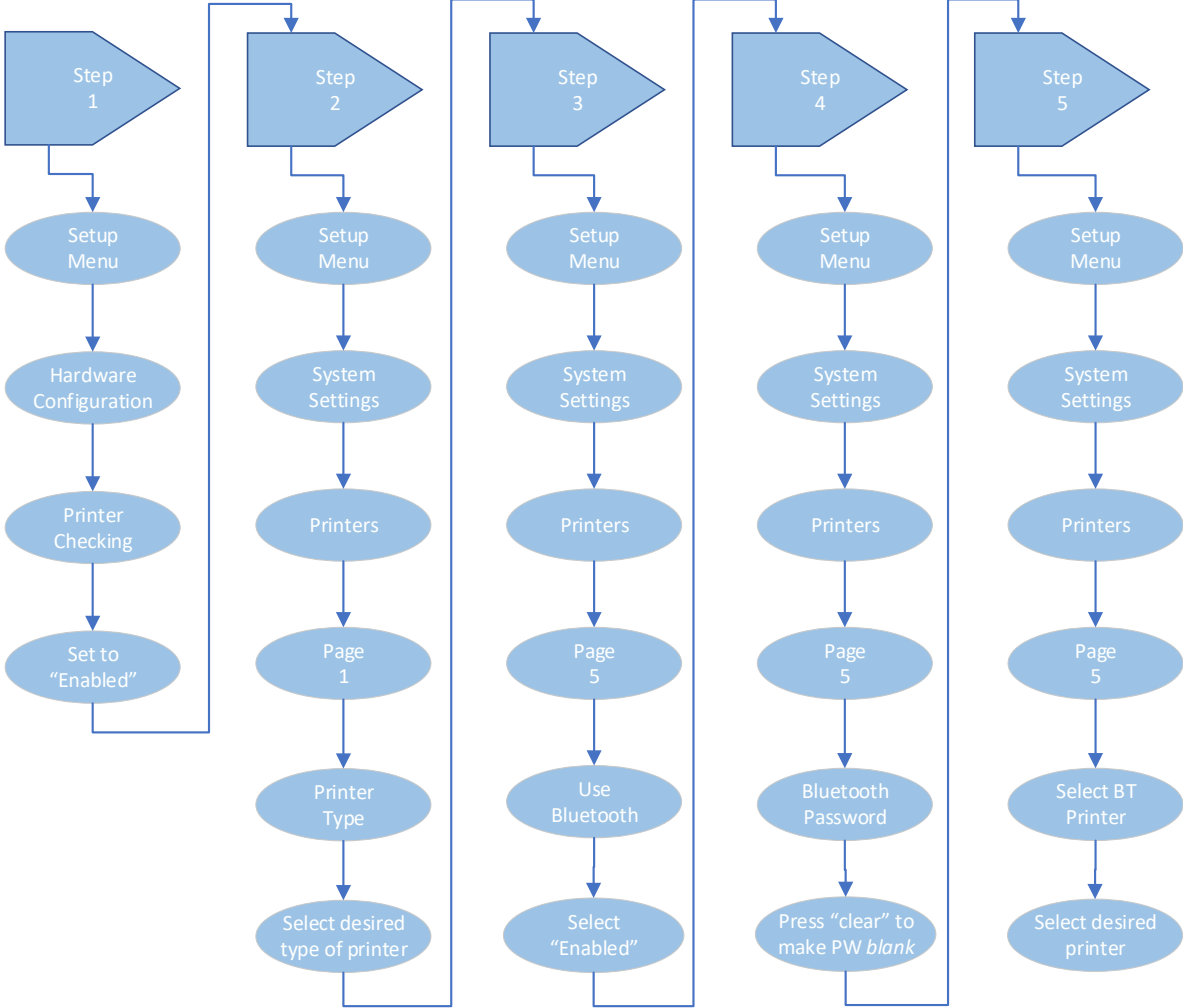 Step
1
Setup
Menu
Hardware
Configuration
Printer
Checking
Set to
“Enabled”
Step
2
Setup
Menu
System
Settings
Printers
Page
1
Printer
Type
Select desired
type of printer
Step
3
Setup
Menu
System
Settings
Printers
Page
5
Use
Bluetooth
Select
“Enabled”
Step
4
Setup
Menu
System
Settings
Printers
Page
5
Bluetooth
Password
Press “clear” to
make PW blank
Step
5
Setup
Menu
System
Settings
Printers
Page
5
Select BT
Printer
Select desired
printer